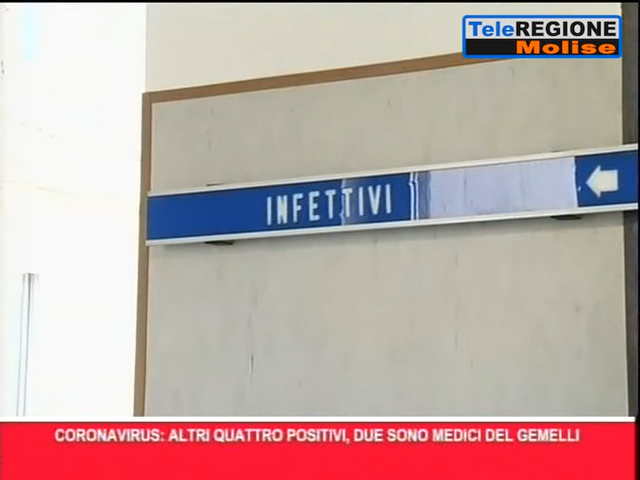 TeleREGIONE
Molise
INFETTIVI
CORONAVIRUS: ALTRI QUATTRO POSITIVI, DUE SONO MEDICI DEL GEMELLI